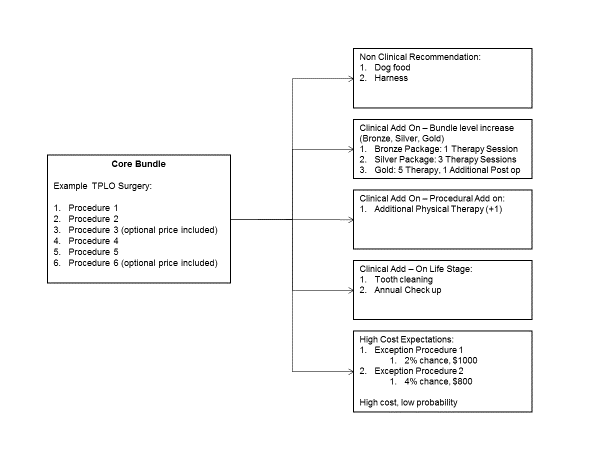 Core Bundle
Example TPLO Surgery:
1. Procedure 1
2. Procedure 2
3. Procedure 3 (optional price included)
4. Procedure 4
5. Procedure 5
6. Procedure 6 (optional price included)
Non Clinical Recommendation:
1. Dog food
2. Harness
Clinical Add On – Bundle level increase
(Bronze, Silver, Gold)
1. Bronze Package: 1 Therapy Session
2. Silver Package: 3 Therapy Sessions
3. Gold: 5 Therapy, 1 Additional Post op
Clinical Add On – Procedural Add on:
1. Additional Physical Therapy (+1)
Clinical Add – On Life Stage:
1. Tooth cleaning
2. Annual Check up
High Cost Expectations:
1. Exception Procedure 1
1. 2% chance, $1000
2. Exception Procedure 2
1. 4% chance, $800
High cost, low probability